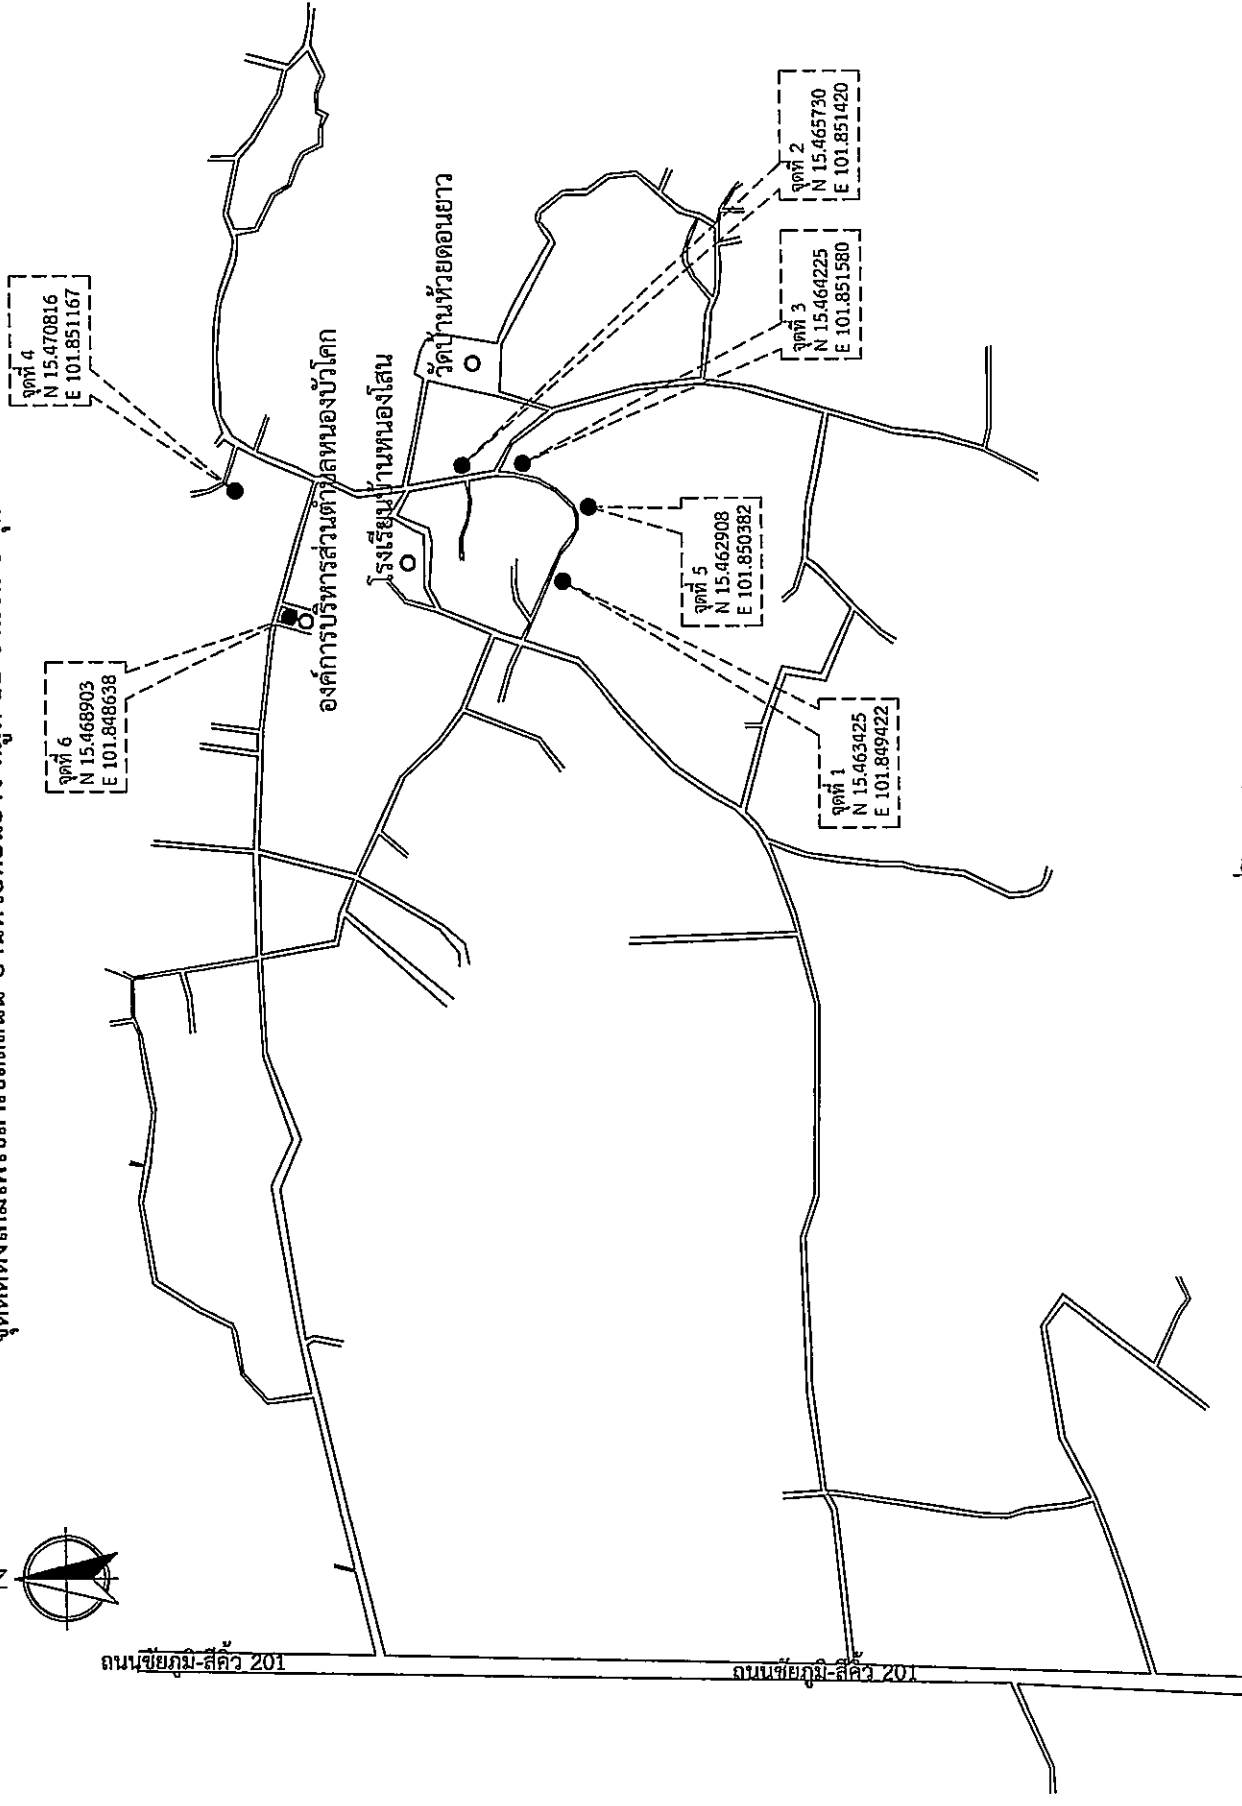 จุดที่ 4
N 15.470816
E 101.851167
จุดที่ 6
N 15.468903
E 101.848638
องค์การบริหารส่วนตำบลหนองบัวโคก
โรงเรียนบ้านหนองโสน
วัดบ้านห้วยดอนยาว
จุดที่ 2
N 15.465730
E 101.851420
จุดที่ 3
N 15.464225
E 101.851580
จุดที่ 5
N 15.462908
E 101.850382
จุดที่ 1
N 15.463425
E 101.849422
ถนนชัยภูมิ-สีคิ้ว 201
ถนนชัยภูมิ-สีคิ้ว 201